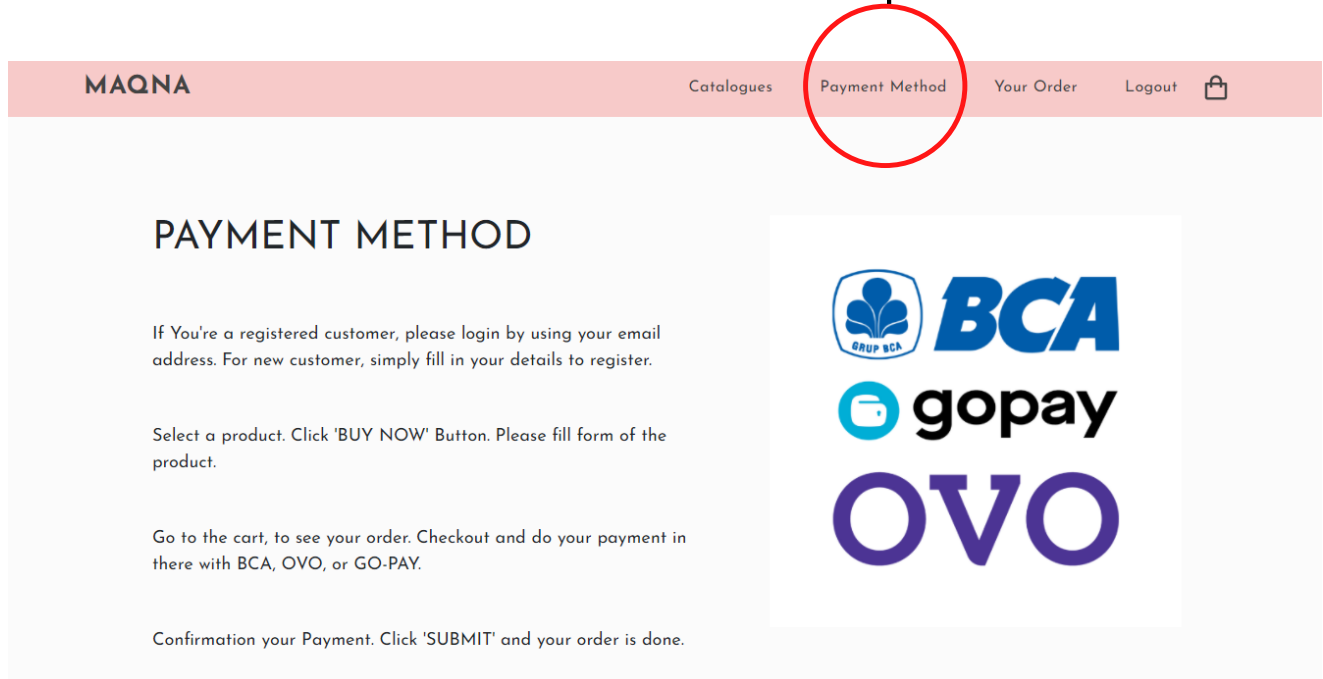 MAQNA
Catalogues
Payment Method
Your Order
Logout
PAYMENT METHOD
If You're a registered customer, please login by using your email
address. For new customer, simply fill in your details to register.
Select a product. Click 'BUY NOW' Button. Please fill form of the
product.
Go to the cart, to see your order. Checkout and do your payment in
there with BCA, OVO, or GO-PAY.
Confirmation your Payment. Click 'SUBMIT' and your order is done.
GRUP BCA
BCA
gopay
OVO